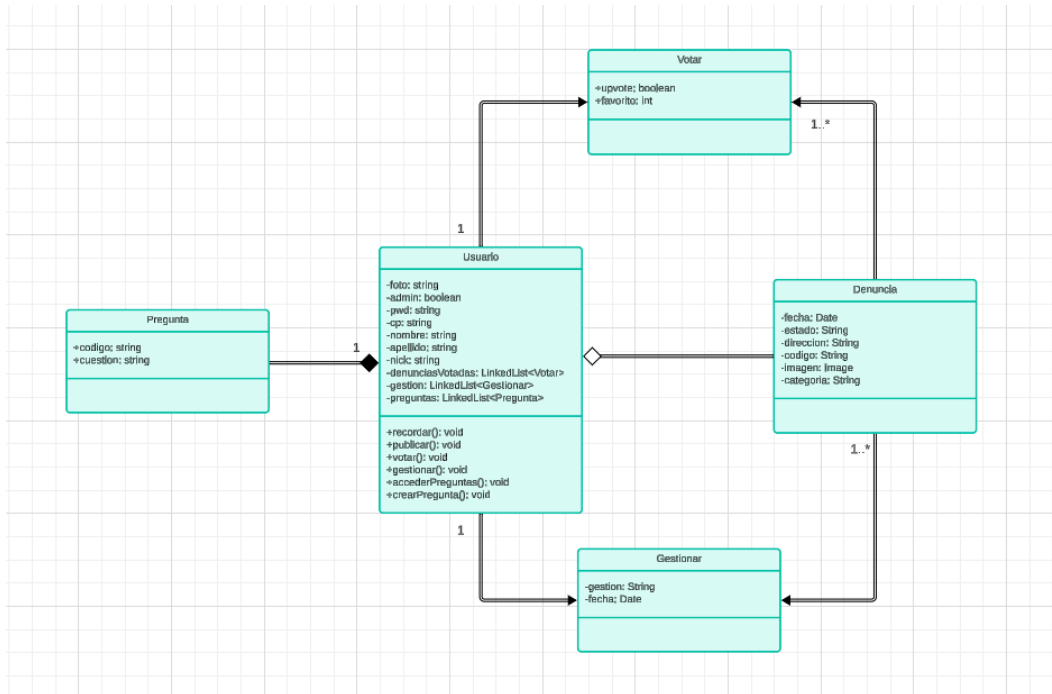 Votar
+upvote: boolean
+favorito: int
1..*
1
Usuario
-foto: string
-admin: boolean
-pwd: string
-cp: string
-nombre: string
-apellido: string
-nick: string
-denunciasVotadas: LinkedList<Votar>
-gestion: LinkedList<Gestionar>
-preguntas: LinkedList<Pregunta>
+recordar(): void
+publicar(): void
+votar(): void
+gestionar(): void
+accederPreguntas(): void
+crearPregunta(): void
Pregunta
+codigo: string
+cuestion: string
1
Denuncia
-fecha: Date
-estado: String
-direccion: String
-codigo: String
-imagen: Image
-categoria: String
1..*
1
Gestionar
-gestion: String
-fecha: Date